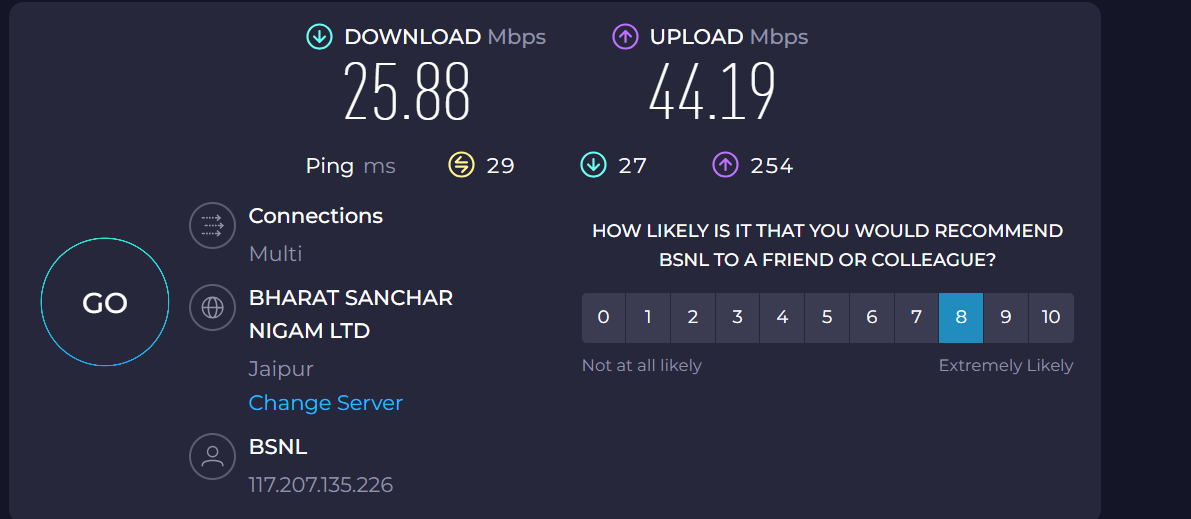 DOWNLOAD Mbps
UPLOAD Mbps
25.88
44.19
Ping ms 29 27 254
Connections
Multi
BHARAT SANCHAR
NIGAM LTD
Jaipur
Change Server
BSNL
117.207.135.226
GO
HOW LIKELY IS IT THAT YOU WOULD RECOMMEND
BSNL TO A FRIEND OR COLLEAGUE?
0 1 2 3 4 5 6 7 8 9 10
Not at all likely
Extremely Likely